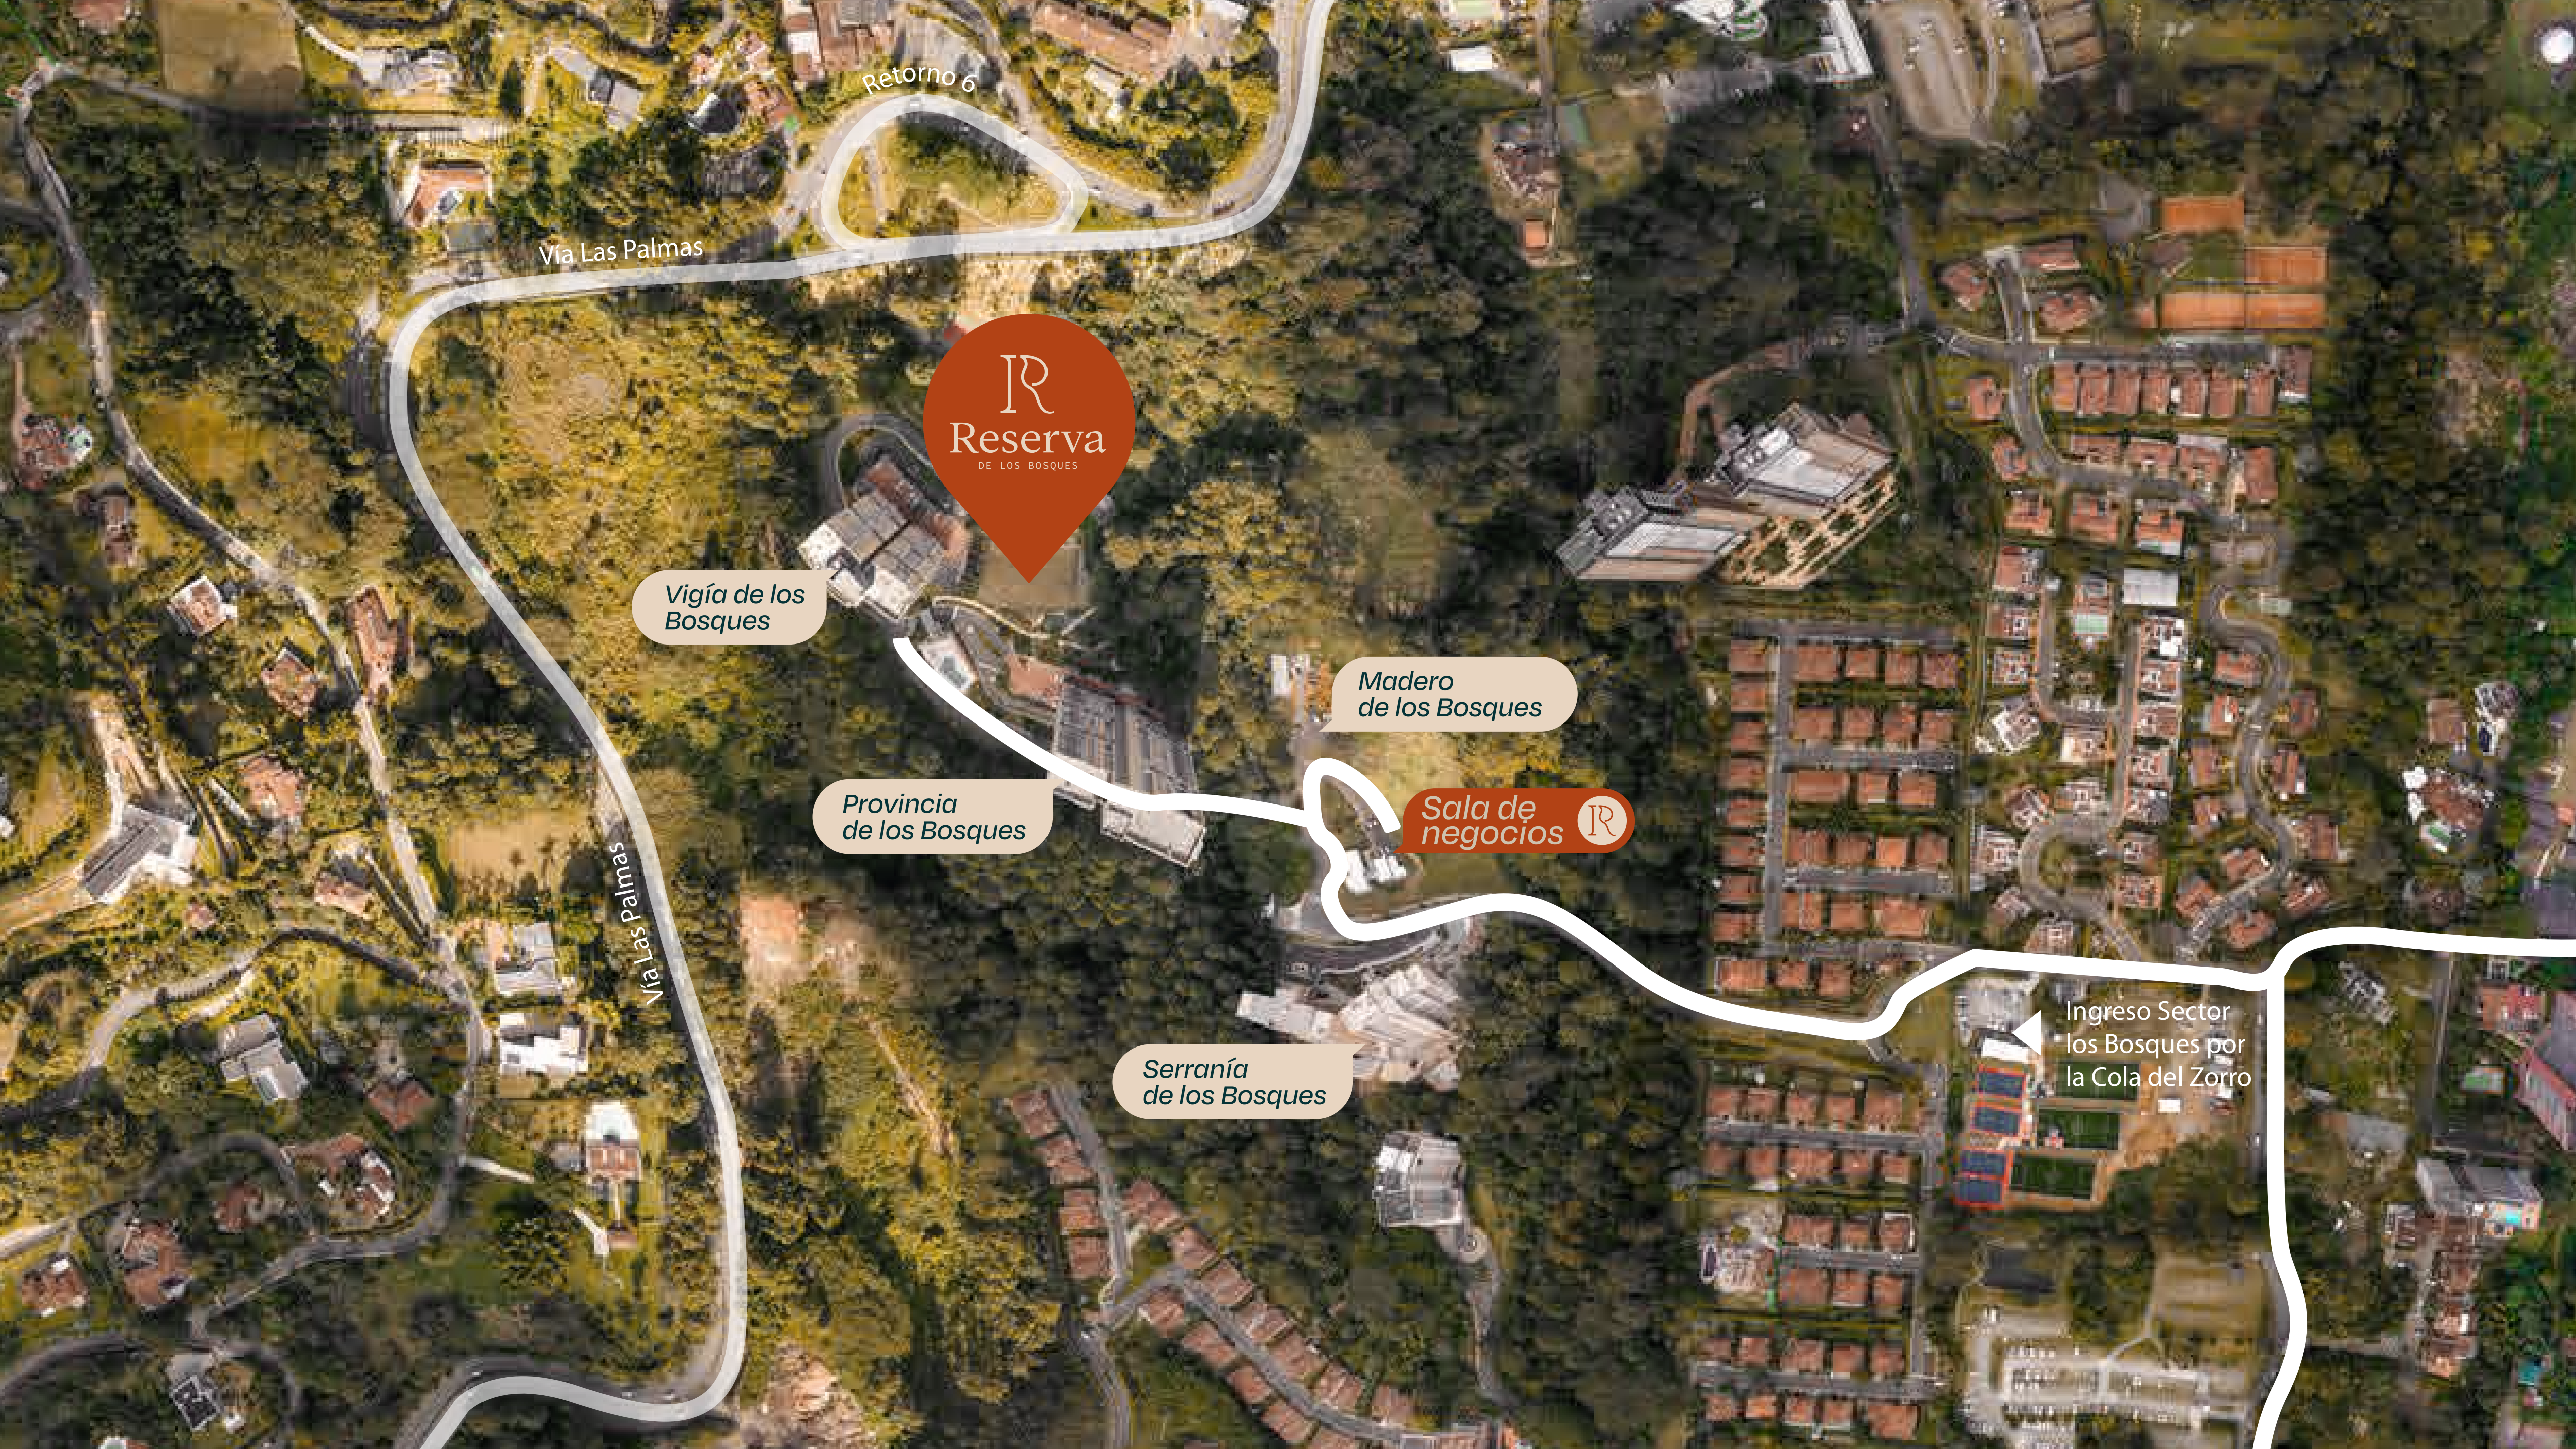 Retorno 6
Vía Las Palmas
R
Reserva
DE LOS BOSQUES
Vigía de los
Bosques
Madero
de los Bosques
Provincia
de los Bosques
Sala de
negocios
R
Vía Las Palmas
Ingreso Sector
los Bosques por
la Cola del Zorro
Serranía
de los Bosques